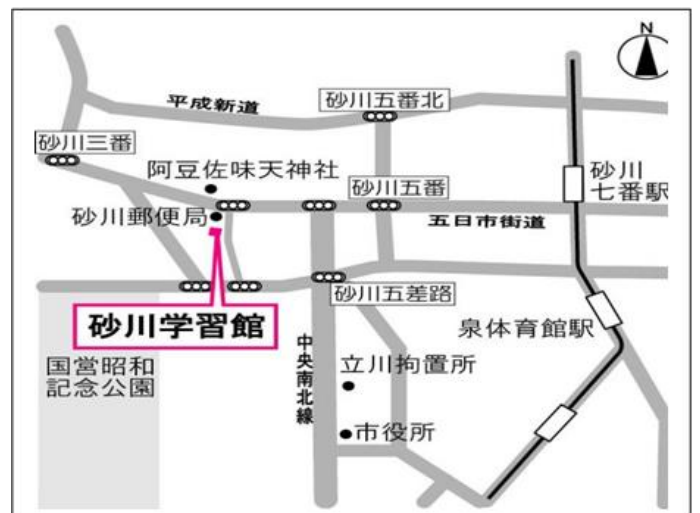 N
平成新道
砂川五番北
砂川三番
阿豆佐味天神社
砂川五番
砂川
七番駅
砂川郵便局
五日市街道
砂川五差路
砂川学習館
泉体育館駅
国営昭和
記念公園
中央南北線
立川拘置所
市役所